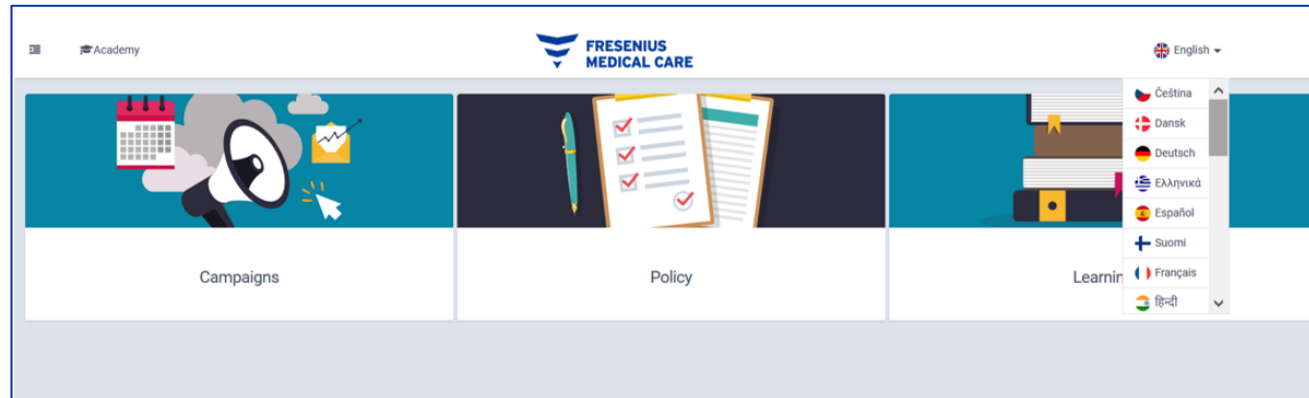 Academy
FRESENIUS
MEDICAL CARE
English
Čeština
Dansk
Deutsch
Ελληνικά
Español
Suomi
Français
हिन्दी
Campaigns
Policy
Learnin